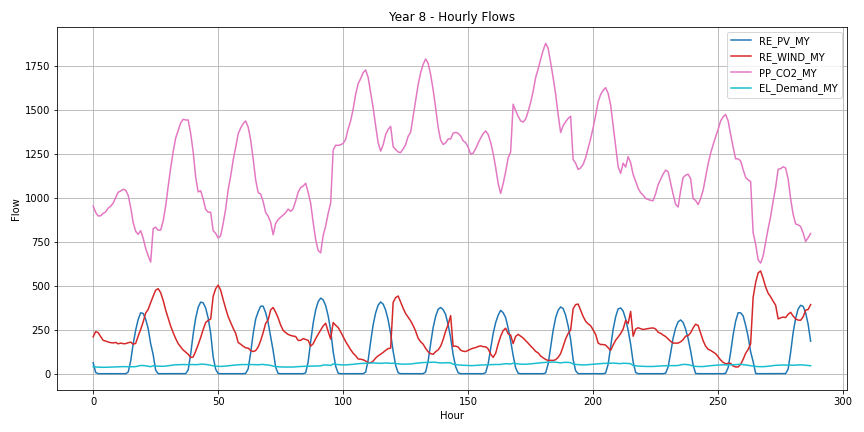 Year 8 - Hourly Flows
RE_PV_MY
RE_WIND_MY
PP_CO2_MY
EL_Demand_MY
1750
1500
1250
1000
750
500
250
0
Flow
0
50
100
150
200
250
300
Hour